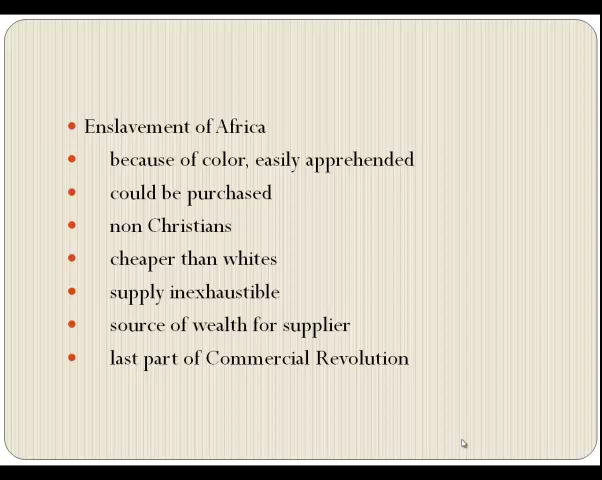 Enslavement of Africa
because of color, easily apprehended
could be purchased
non Christians
cheaper than whites
supply inexhaustible
source of wealth for supplier
last part of Commercial Revolution